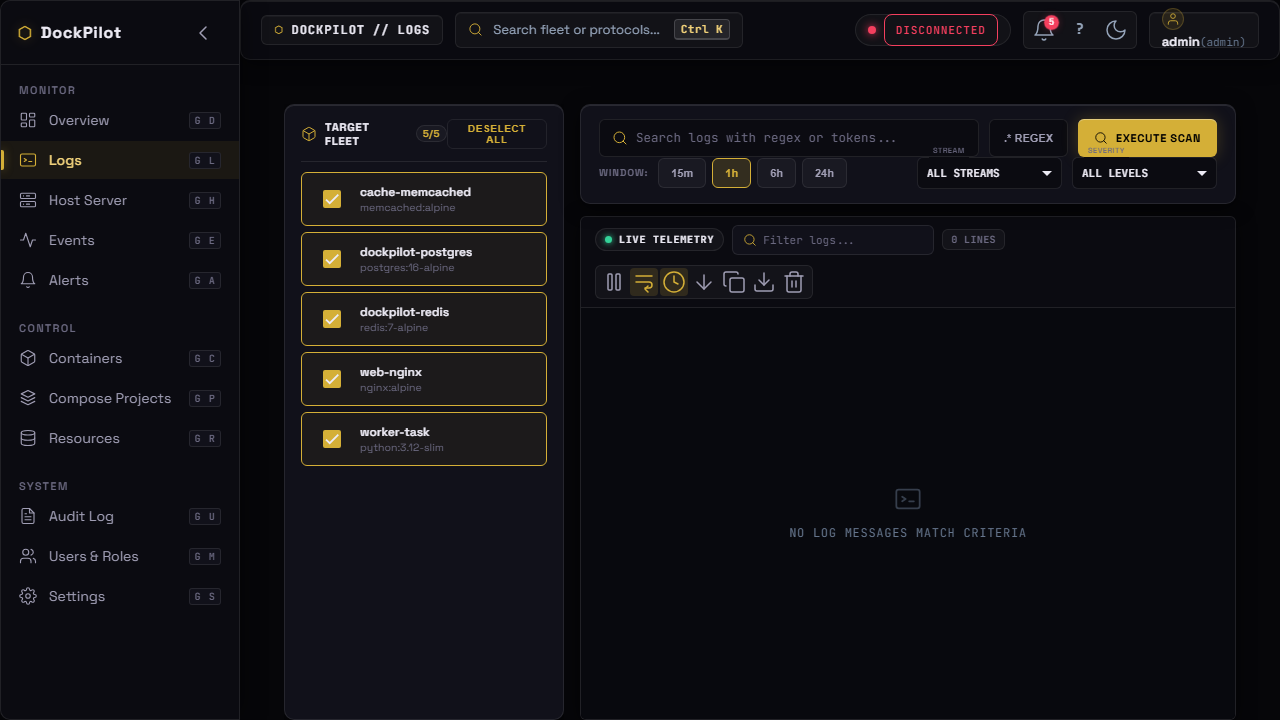 DockPilot
MONITOR
Overview G D
Logs G L
Host Server G H
Events G E
Alerts G A
CONTROL
Containers G C
Compose Projects G P
Resources G R
SYSTEM
Audit Log G U
Users & Roles G M
Settings G S
DOCKPILOT // LOGS
Search fleet or protocols... Ctrl K
DISCONNECTED
5
?
admin(admin)
TARGET
FLEET
5/5
DESELECT
ALL
cache-memcached
memcached:alpine
dockpilot-postgres
postgres:16-alpine
dockpilot-redis
redis:7-alpine
web-nginx
nginx:alpine
worker-task
python:3.12-slim
Search logs with regex or tokens...
.* REGEX
EXECUTE SCAN
WINDOW: 15m 1h 6h 24h
STREAM
ALL STREAMS
SEVERITY
ALL LEVELS
LIVE TELEMETRY
Filter logs...
0 LINES
NO LOG MESSAGES MATCH CRITERIA